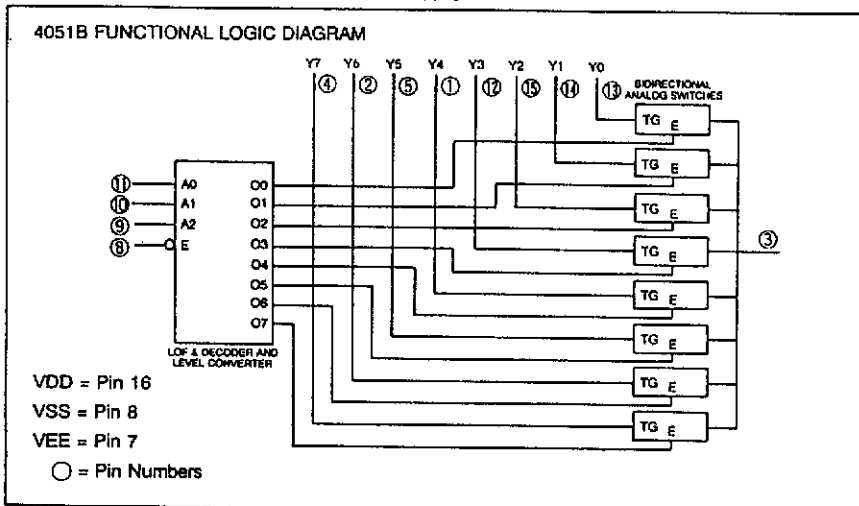 4051B FUNCTIONAL LOGIC DIAGRAM
Y7 Y6 Y5 Y4 Y3 Y2 Y1 Y0
④ ② ⑤ ① ⑫ ⑮ ⑭ ⑬
BIDIRECTIONAL
ANALOG SWITCHES
TG E
TG E
TG E
TG E
TG E
TG E
TG E
TG E
③
⑪ A0 O0
⑩ A1 O1
⑨ A2 O2
⑧ E O3
O4
O5
O6
O7
LOF & DECODER AND
LEVEL CONVERTER
VDD = Pin 16
VSS = Pin 8
VEE = Pin 7
○ = Pin Numbers